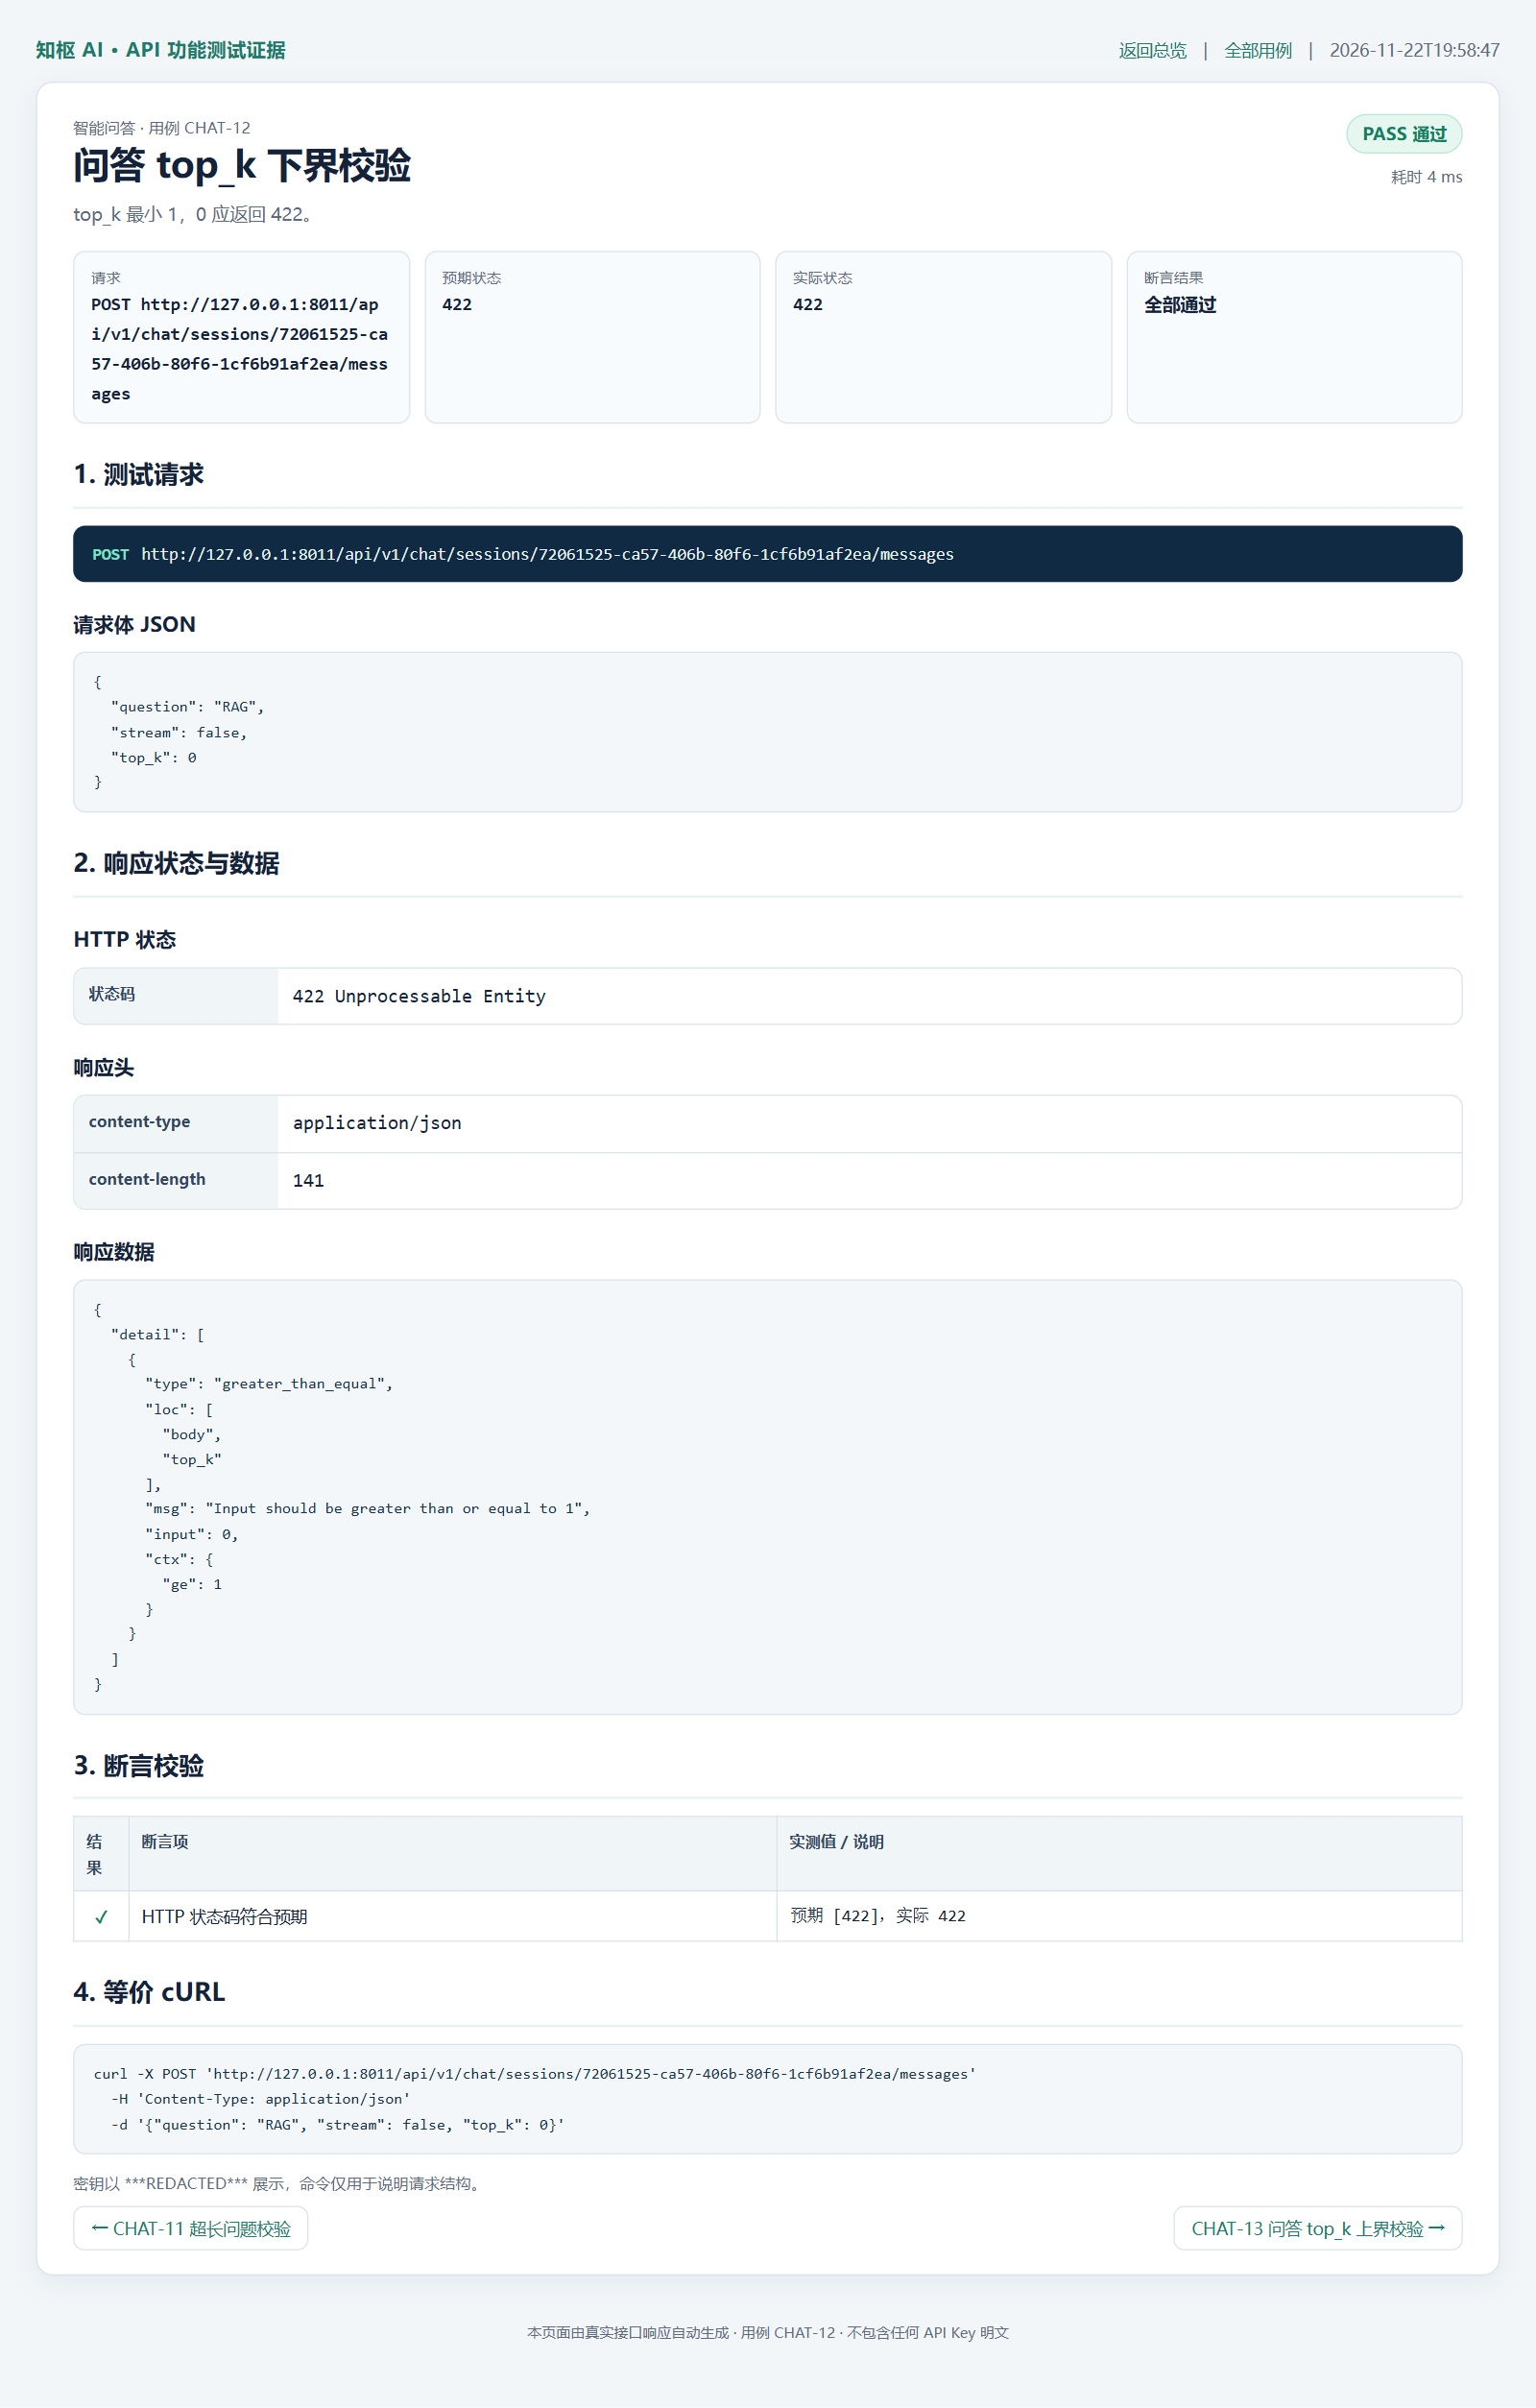 知枢 AI · API 功能测试证据
返回总览 | 全部用例 | 2026-11-22T19:58:47
智能问答 · 用例 CHAT-12
PASS 通过
问答 top_k 下界校验
耗时 4 ms
top_k 最小 1，0 应返回 422。
请求
POST http://127.0.0.1:8011/ap
i/v1/chat/sessions/72061525-ca
57-406b-80f6-1cf6b91af2ea/mess
ages
预期状态
422
实际状态
422
断言结果
全部通过
1. 测试请求
POST http://127.0.0.1:8011/api/v1/chat/sessions/72061525-ca57-406b-80f6-1cf6b91af2ea/messages
请求体 JSON
{
  "question": "RAG",
  "stream": false,
  "top_k": 0
}
2. 响应状态与数据
HTTP 状态
状态码 422 Unprocessable Entity
响应头
content-type application/json
content-length 141
响应数据
{
  "detail": [
    {
      "type": "greater_than_equal",
      "loc": [
        "body",
        "top_k"
      ],
      "msg": "Input should be greater than or equal to 1",
      "input": 0,
      "ctx": {
        "ge": 1
      }
    }
  ]
}
3. 断言校验
结果 断言项 实测值 / 说明
✓ HTTP 状态码符合预期 预期 [422]，实际 422
4. 等价 cURL
curl -X POST 'http://127.0.0.1:8011/api/v1/chat/sessions/72061525-ca57-406b-80f6-1cf6b91af2ea/messages'
  -H 'Content-Type: application/json'
  -d '{"question": "RAG", "stream": false, "top_k": 0}'
密钥以 ***REDACTED*** 展示，命令仅用于说明请求结构。
← CHAT-11 超长问题校验
CHAT-13 问答 top_k 上界校验 →
本页面由真实接口响应自动生成 · 用例 CHAT-12 · 不包含任何 API Key 明文